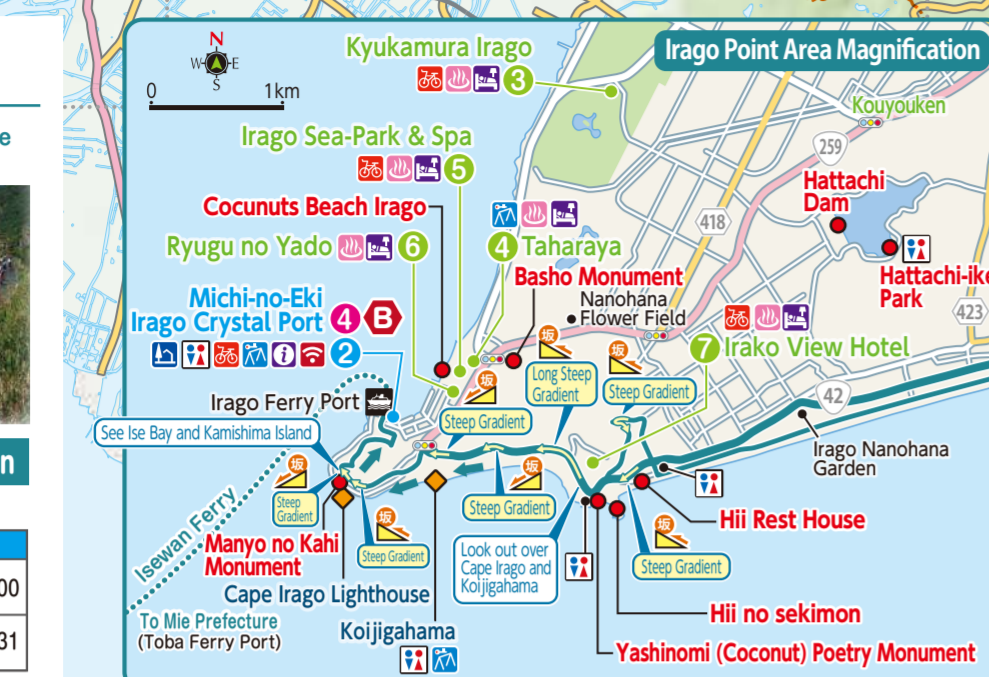 e
n
00
31
Irago Point Area Magnification
N
W
E
S
0
1km
Kyukamura Irago
3
Kouyouken
259
Irago Sea-Park & Spa
5
Hattachi
Dam
Cocunuts Beach Irago
418
Ryugu no Yado
6
4 Taharaya
Basho Monument
Hattachi-ike
Park
Nanohana
Flower Field
423
Michi-no-Eki
Irago Crystal Port
4
B
i
2
坂
坂
7 Irako View Hotel
Long Steep
Gradient
Steep Gradient
坂
42
Irago Ferry Port
Steep Gradient
See Ise Bay and Kamishima Island
Irago Nanohana
Garden
坂
Steep
Gradient
坂
Steep Gradient
坂
Steep Gradient
Hii Rest House
坂
Steep Gradient
Isewan Ferry
Manyo no Kahi
Monument
Look out over
Cape Irago and
Koijigahama
Cape Irago Lighthouse
Hii no sekimon
To Mie Prefecture
(Toba Ferry Port)
Koijigahama
Yashinomi (Coconut) Poetry Monument